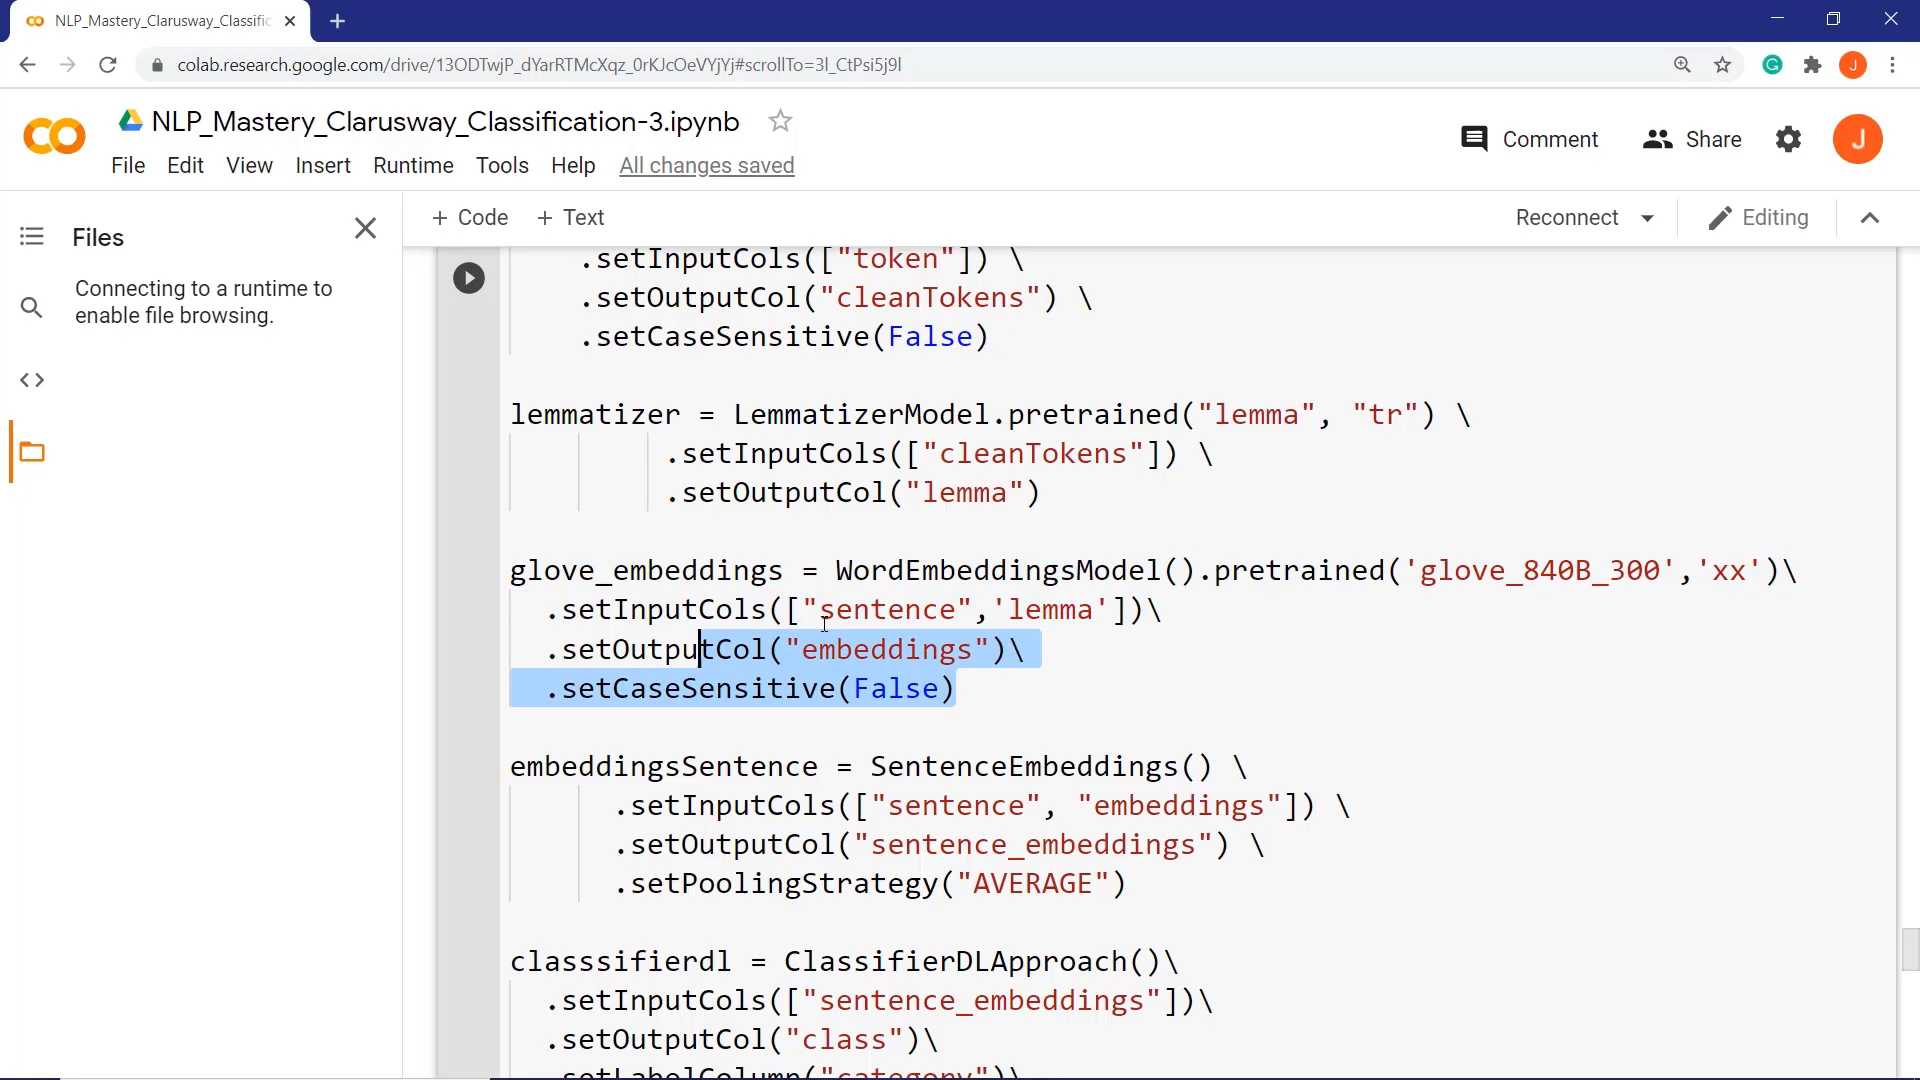 NLP_Mastery_Clarusway_Classific
colab.research.google.com/drive/13ODTwjP_dYarRTMcXqz_0rKJcOeVYjYj#scrollTo=3l_CtPsi5j9l
J
NLP_Mastery_Clarusway_Classification-3.ipynb
Comment
Share
J
File Edit View Insert Runtime Tools Help All changes saved
Files
Connecting to a runtime to
enable file browsing.
+ Code + Text
Reconnect
Editing
.setInputCols(["token"]) \
.setOutputCol("cleanTokens") \
.setCaseSensitive(False)
lemmatizer = LemmatizerModel.pretrained("lemma", "tr") \
.setInputCols(["cleanTokens"]) \
.setOutputCol("lemma")
glove_embeddings = WordEmbeddingsModel().pretrained('glove_840B_300','xx')\
.setInputCols(["sentence",'lemma'])\
.setOutputCol("embeddings")\
.setCaseSensitive(False)
embeddingsSentence = SentenceEmbeddings() \
.setInputCols(["sentence", "embeddings"]) \
.setOutputCol("sentence_embeddings") \
.setPoolingStrategy("AVERAGE")
classsifierdl = ClassifierDLApproach()\
.setInputCols(["sentence_embeddings"])\
.setOutputCol("class")\
.setLabelColumn("category")\